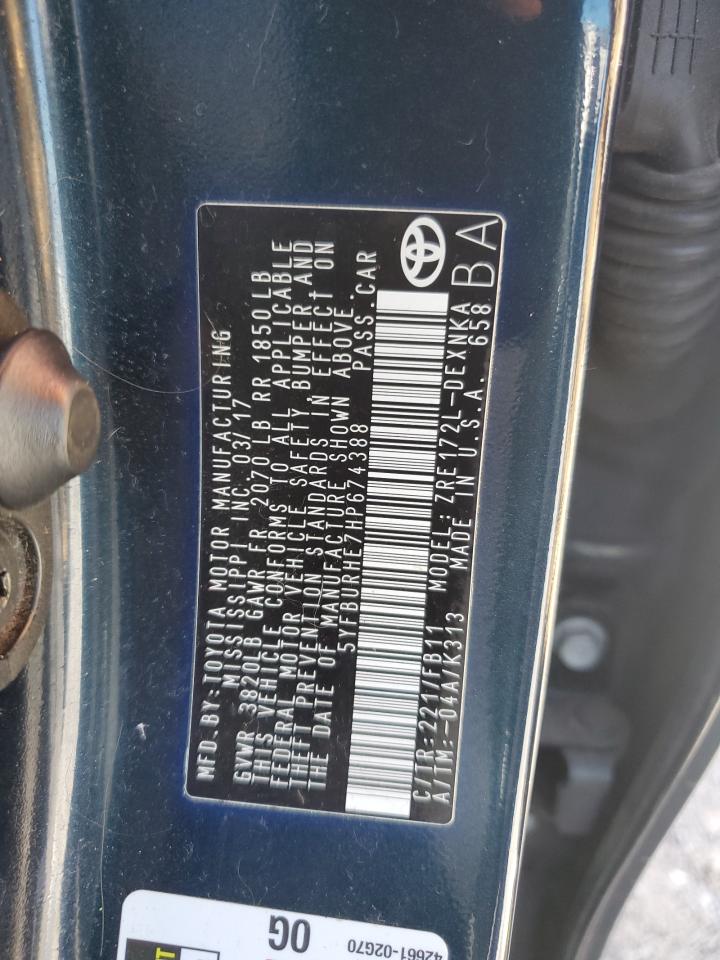 MFD.BY:TOYOTA MOTOR MANUFACTURING
MISSISSIPPI INC. 03/17
GVWR 3820LB GAWR FR 2070 LB RR 1850 LB
THIS VEHICLE CONFORMS TO ALL APPLICABLE
FEDERAL MOTOR VEHICLE SAFETY, BUMPER, AND
THEFT PREVENTION STANDARDS IN EFFECT ON
THE DATE OF MANUFACTURE SHOWN ABOVE.
5YFBURHE7HP674388 PASS.CAR
C/TR:221/FB11 MODEL: ZRE172L-DEXNKA
A/TM:-04A/K313 MADE IN U.S.A. 658
BA
OG
42661-02G70